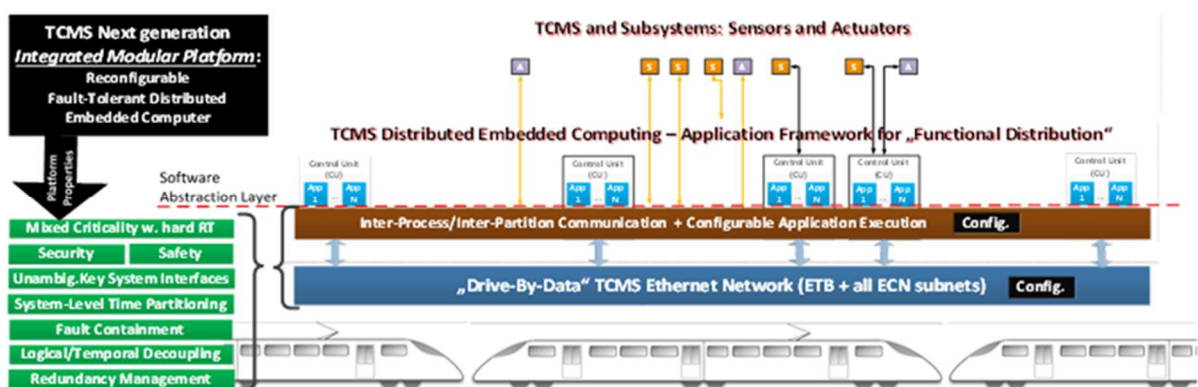 TCMS Next generation
Integrated Modular Platform:
Reconfigurable
Fault-Tolerant Distributed
Embedded Computer
Platform
Properties
Mixed Criticality w. hard RT
Security
Safety
Unambig.Key System Interfaces
System-Level Time Partitioning
Fault Containment
Logical/Temporal Decoupling
Redundancy Management
TCMS and Subsystems: Sensors and Actuators
A
S
S
S
A
S
S
A
TCMS Distributed Embedded Computing – Application Framework for „Functional Distribution“
Software
Abstraction Layer
Control Unit
(CU)
App
1
...
App
N
Control Unit
(CU)
App
1
...
App
N
Control Unit
(CU)
App
1
...
App
N
Control Unit
(CU)
App
1
...
App
N
Control Unit
(CU)
App
1
...
App
N
Inter-Process/Inter-Partition Communication + Configurable Application Execution
Config.
„Drive-By-Data“ TCMS Ethernet Network (ETB + all ECN subnets)
Config.